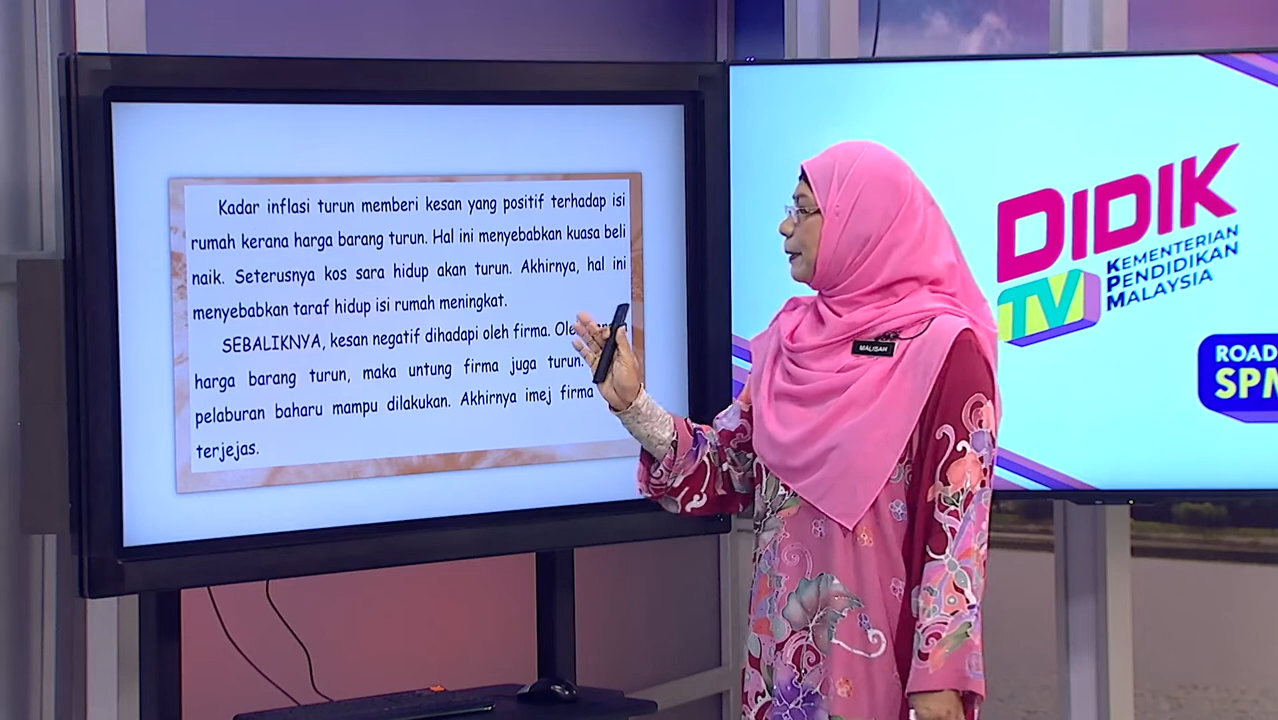 Kadar inflasi turun memberi kesan yang positif terhadap isi
rumah kerana harga barang turun. Hal ini menyebabkan kuasa beli
naik. Seterusnya kos sara hidup akan turun. Akhirnya, hal ini
menyebabkan taraf hidup isi rumah meningkat.
SEBALIKNYA, kesan negatif dihadapi oleh firma.
harga barang turun, maka untung firma juga turun.
pelaburan baharu mampu dilakukan. Akhirnya imej firma
terjejas.
MALISAH
DIDIK
TV
KEMENTERIAN
PENDIDIKAN
MALAYSIA
ROAD
SPM